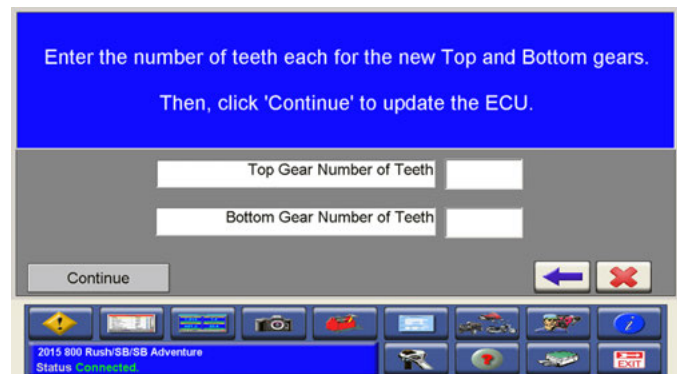 Enter the number of teeth each for the new Top and Bottom gears.
Then, click 'Continue' to update the ECU.
Top Gear Number of Teeth
Bottom Gear Number of Teeth
Continue
2015 800 Rush/SB/SB Adventure
Status Connected.
EXIT